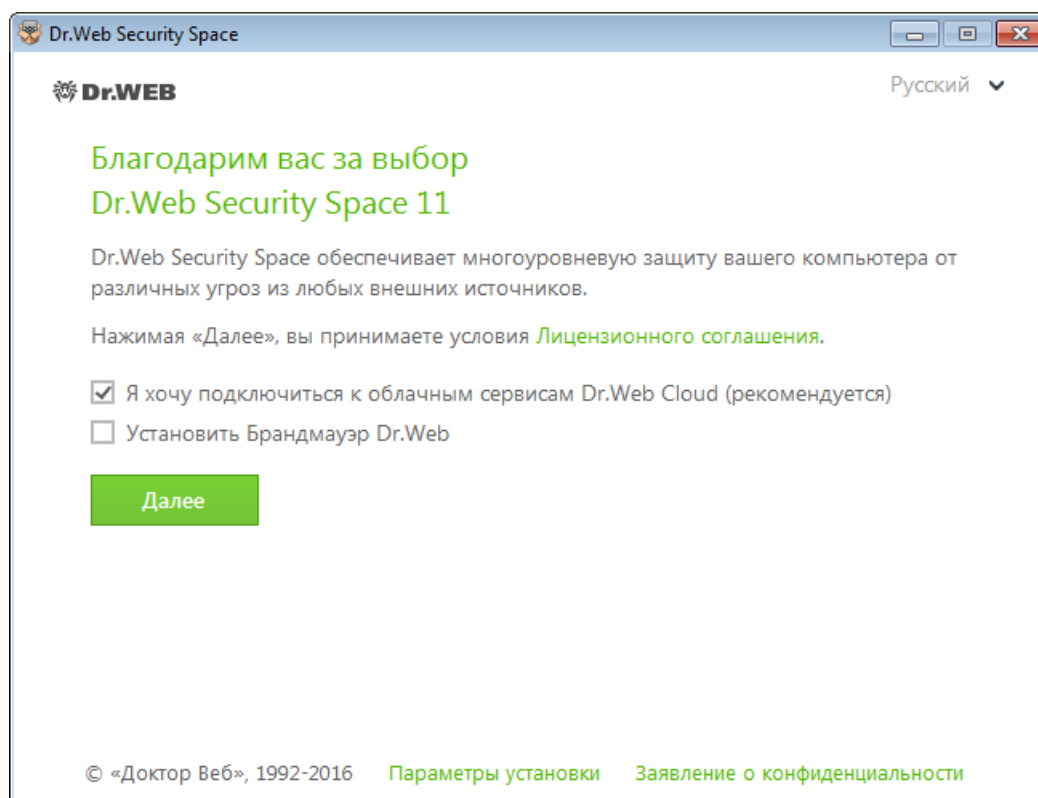 Dr.Web Security Space
Dr.WEB
Русский
Благодарим вас за выбор
Dr.Web Security Space 11
Dr.Web Security Space обеспечивает многоуровневую защиту вашего компьютера от
различных угроз из любых внешних источников.
Нажимая «Далее», вы принимаете условия Лицензионного соглашения.
Я хочу подключиться к облачным сервисам Dr.Web Cloud (рекомендуется)
Установить Брандмауэр Dr.Web
Далее
© «Доктор Веб», 1992-2016 Параметры установки Заявление о конфиденциальности